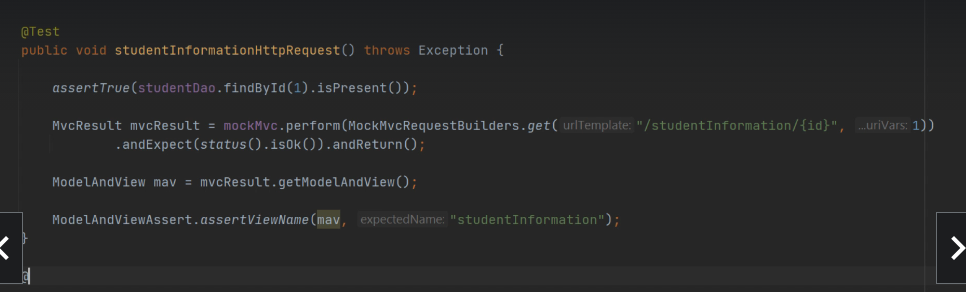 @Test
public void studentInformationHttpRequest() throws Exception {
assertTrue(studentDao.findById(1).isPresent());
MvcResult mvcResult = mockMvc.perform(MockMvcRequestBuilders.get( urlTemplate: "/studentInformation/{id}", ...uriVars: 1))
.andExpect(status().isOk()).andReturn();
ModelAndView mav = mvcResult.getModelAndView();
ModelAndViewAssert.assertViewName(mav, expectedName: "studentInformation");
}
@